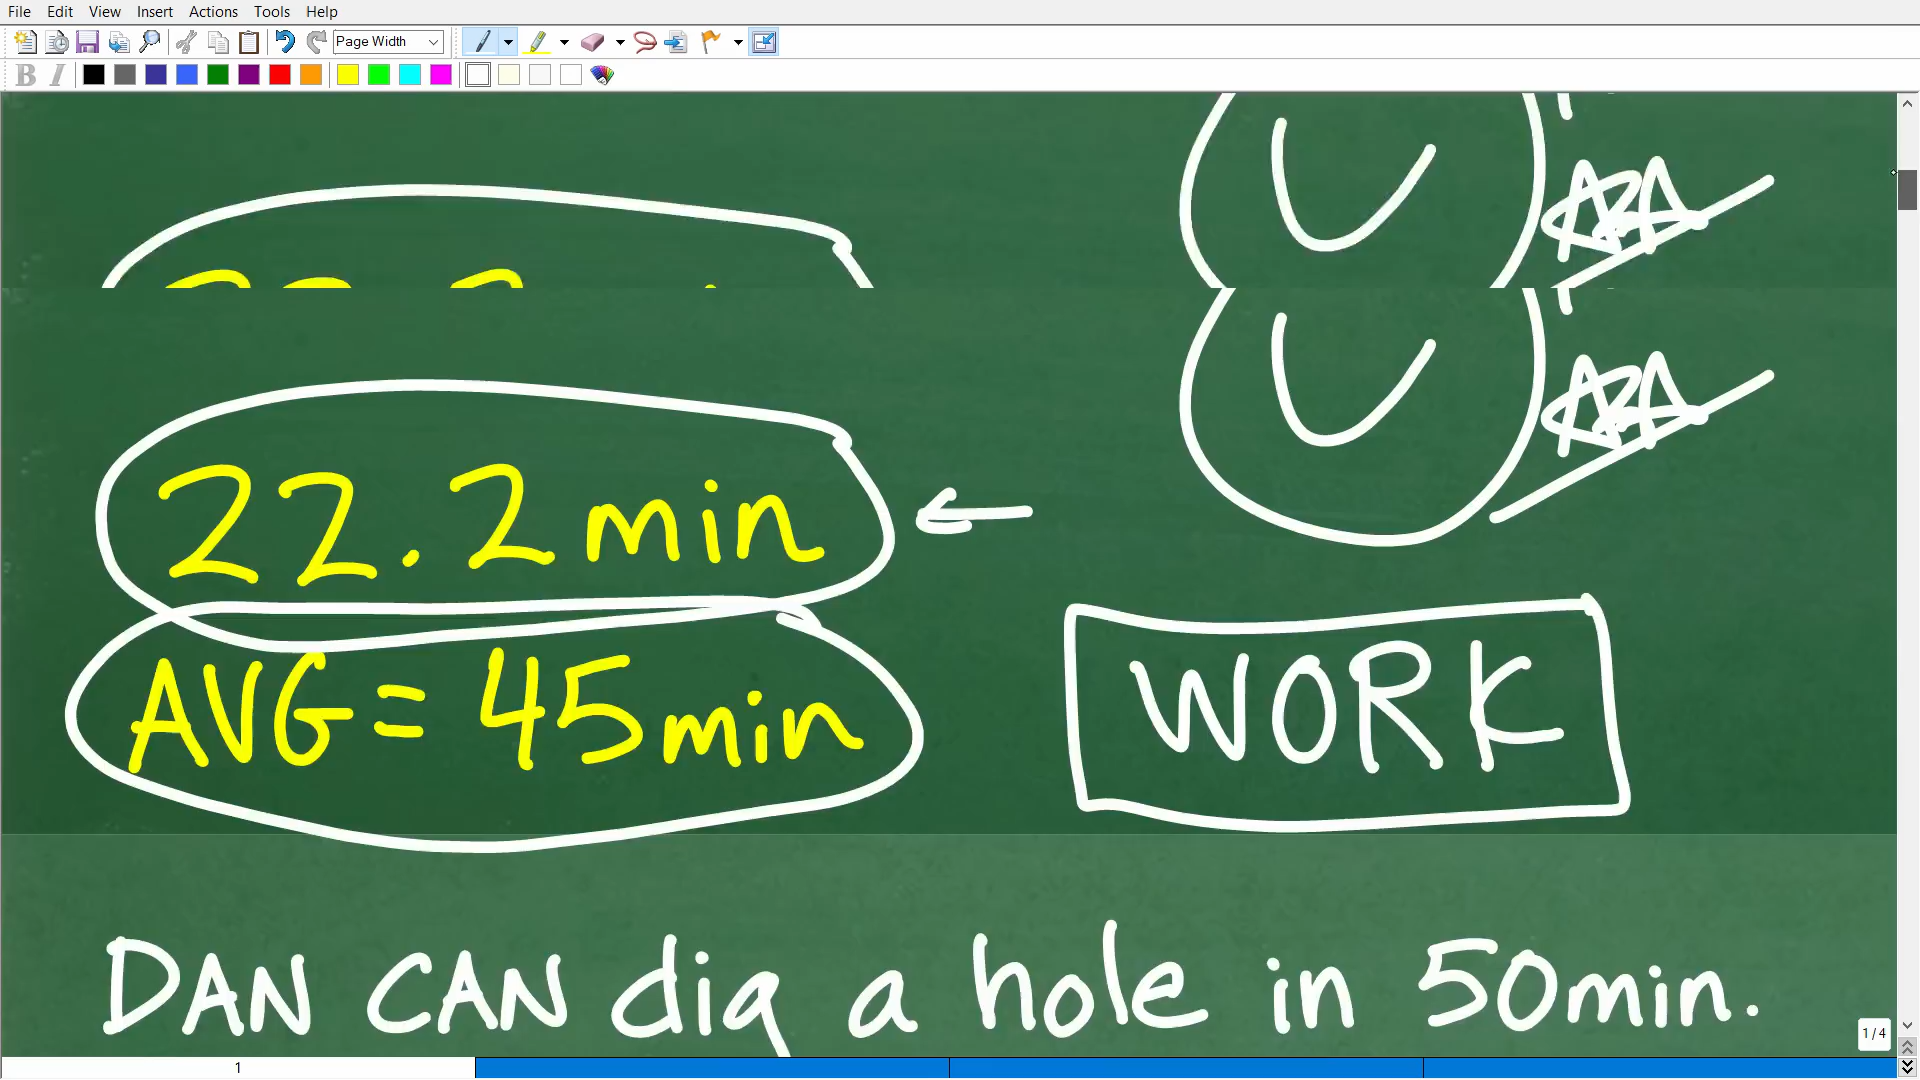 File Edit View Insert Actions Tools Help
Page Width
B I
22.2 min
AVG = 45 min
WORK
DAN CAN dig a hole in 50 min.
1 / 4
1